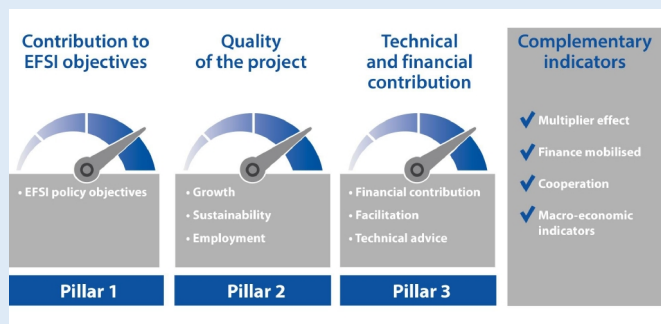 Contribution to
EFSI objectives
• EFSI policy objectives
Pillar 1
Quality
of the project
• Growth
• Sustainability
• Employment
Pillar 2
Technical
and financial
contribution
• Financial contribution
• Facilitation
• Technical advice
Pillar 3
Complementary
indicators
Multiplier effect
Finance mobilised
Cooperation
Macro-economic
indicators